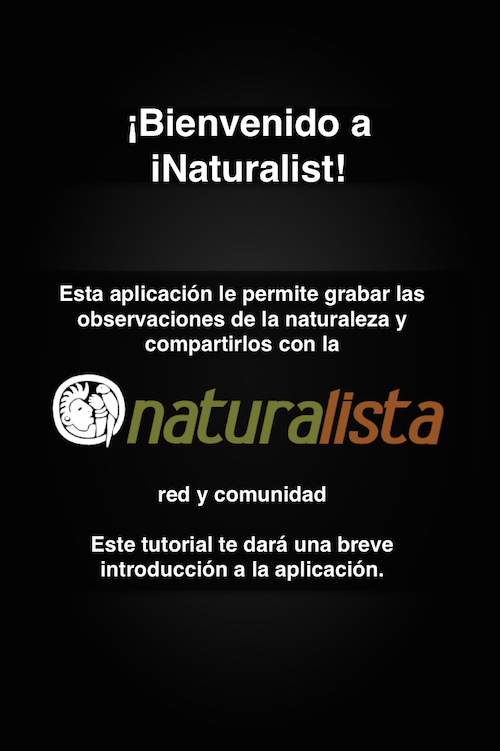 ¡Bienvenido a
iNaturalist!
Esta aplicación le permite grabar las
observaciones de la naturaleza y
compartirlos con la
naturalista
red y comunidad
Este tutorial te dará una breve
introducción a la aplicación.